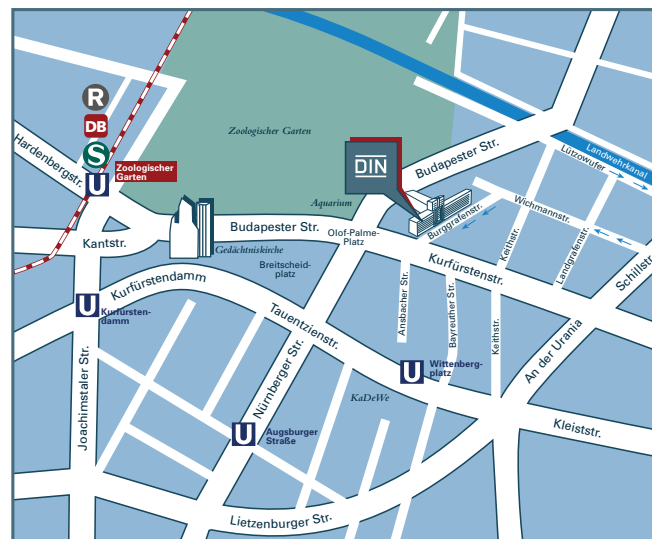 R
DB
S
U
Zoologischer
Garten
Hardenbergstr.
Zoologischer Garten
Aquarium
DIN
Budapester Str.
Landwehrkanal
Lützowufer
Wichmannstr.
Burggrafenstr.
Keithstr.
Landgrafenstr.
Schillstr.
Kantstr.
Budapester Str.
Olof-Palme-
Platz
Gedächtniskirche
Breitscheid-
platz
Kurfürstenstr.
Kurfürstendamm
U
Kurfürsten-
damm
Tauentzienstr.
Ansbacher Str.
Bayreuther Str.
Keithstr.
An der Urania
U
Wittenberg-
platz
Joachimstaler Str.
Nürnberger Str.
KaDeWe
U
Augsburger
Straße
Kleiststr.
Lietzenburger Str.